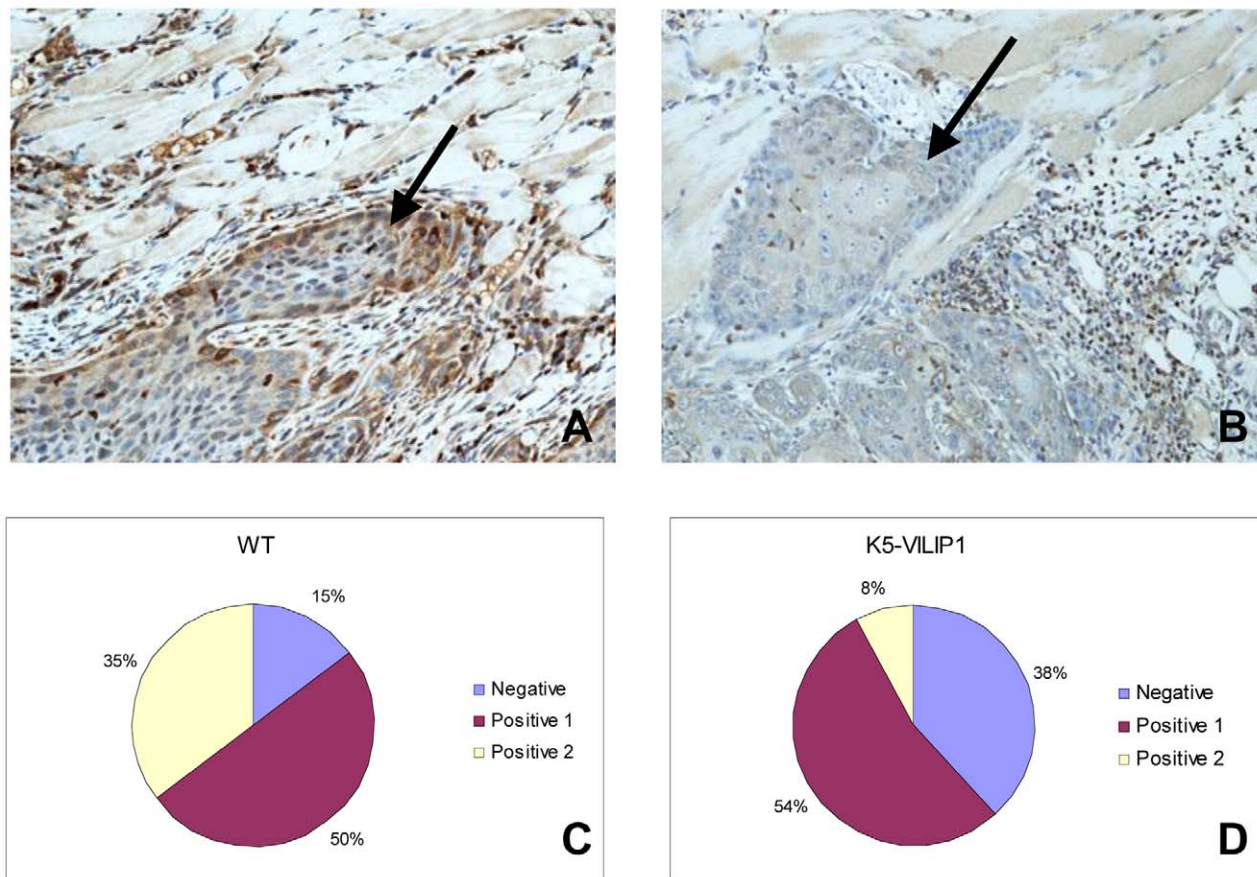 A
B
WT
15%
35%
50%
Negative
Positive 1
Positive 2
C
K5-VILIP1
8%
38%
54%
Negative
Positive 1
Positive 2
D